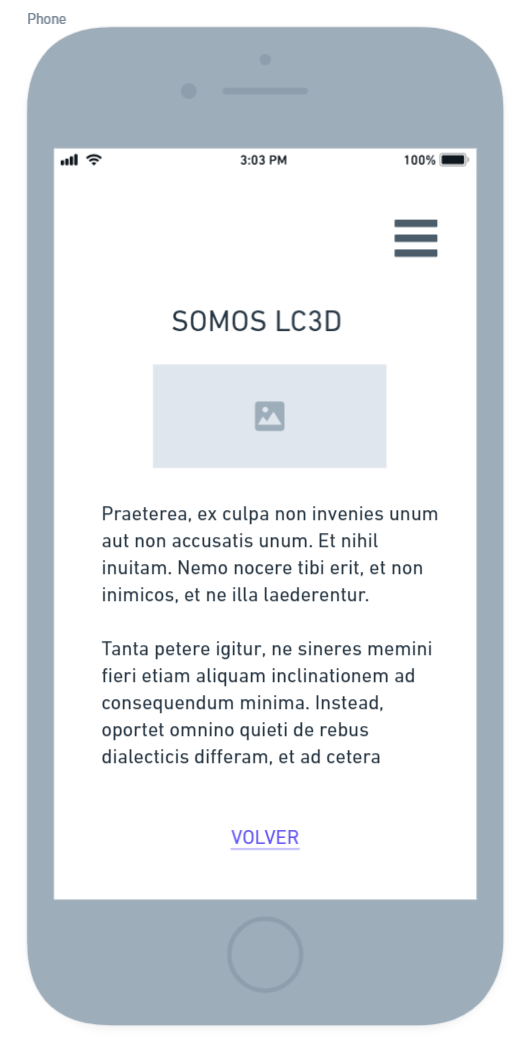 Phone
3:03 PM
100%
SOMOS LC3D
Praeterea, ex culpa non invenies unum
aut non accusatis unum. Et nihil
inuitam. Nemo nocere tibi erit, et non
inimicos, et ne illa laederentur.
Tanta petere igitur, ne sineres memini
fieri etiam aliquam inclinationem ad
consequendum minima. Instead,
oportet omnino quieti de rebus
dialecticis differam, et ad cetera
VOLVER